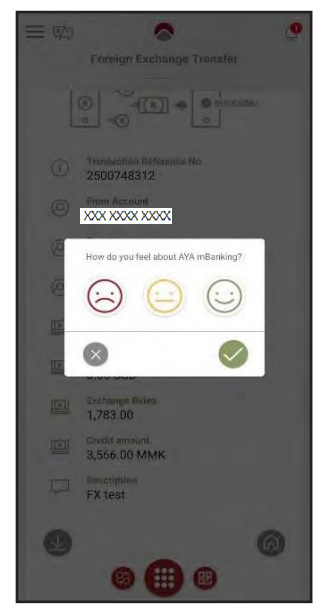 1
Foreign Exchange Transfer
Transaction Reference No
2500748312
From Account
XXX XXXX XXXX
How do you feel about AYA mBanking?
Exchange Rates
1,783.00
Credit amount
3,566.00 MMK
Description
FX test